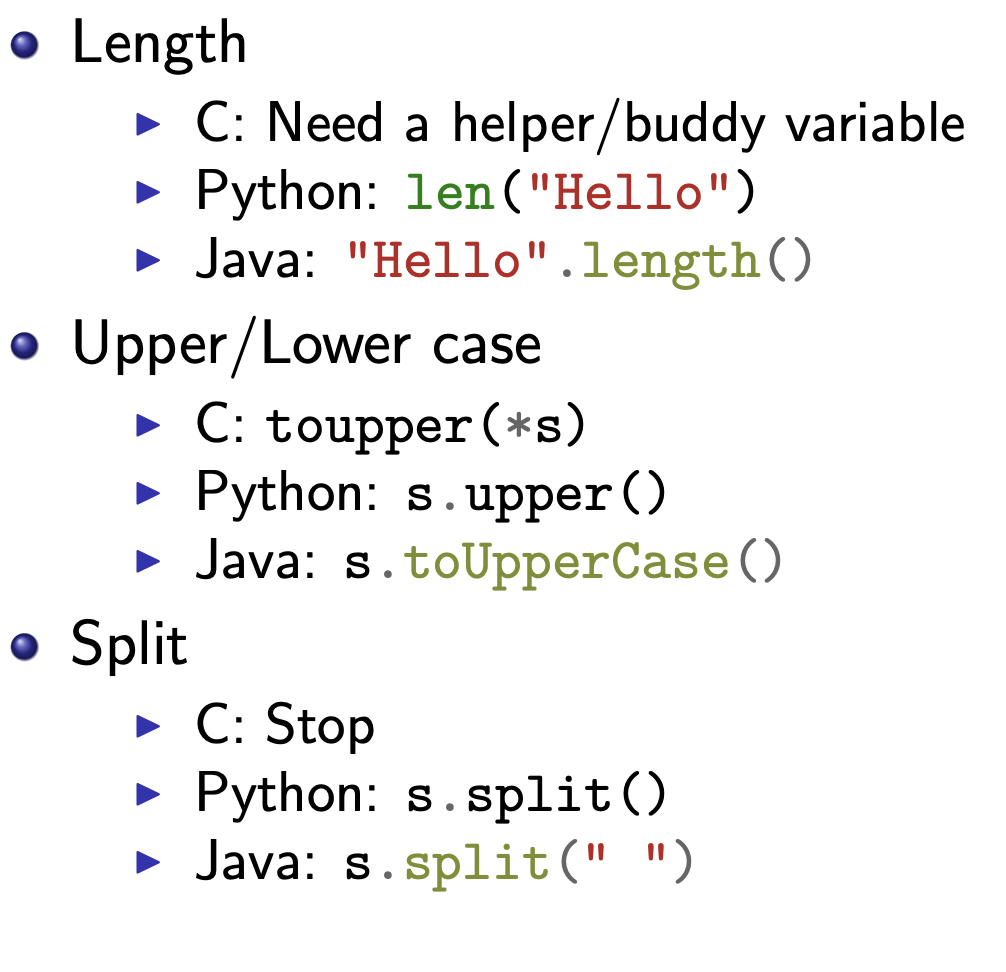 Length
C: Need a helper/buddy variable
Python: len("Hello")
Java: "Hello".length()
Upper/Lower case
C: toupper(*s)
Python: s.upper()
Java: s.toUpperCase()
Split
C: Stop
Python: s.split()
Java: s.split(" ")